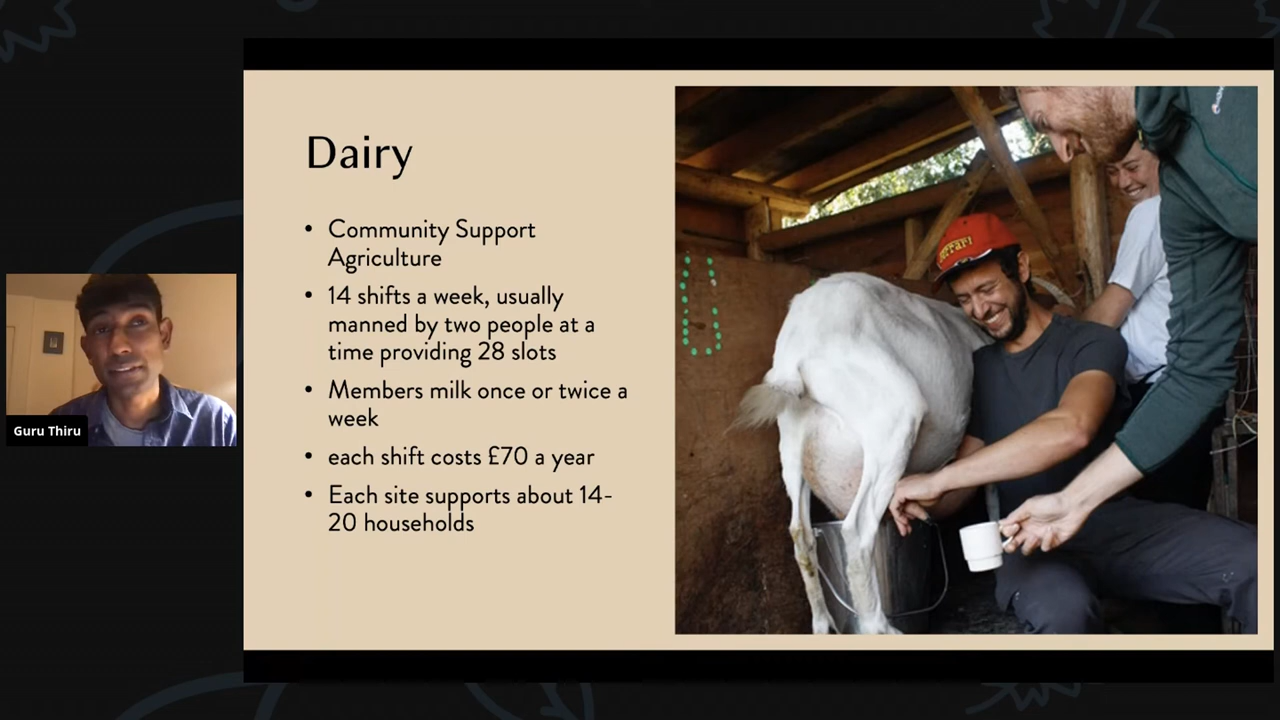 Dairy
• Community Support
Agriculture
• 14 shifts a week, usually
manned by two people at a
time providing 28 slots
• Members milk once or twice a
week
• each shift costs £70 a year
• Each site supports about 14-
20 households
Ferrari
Guru Thiru